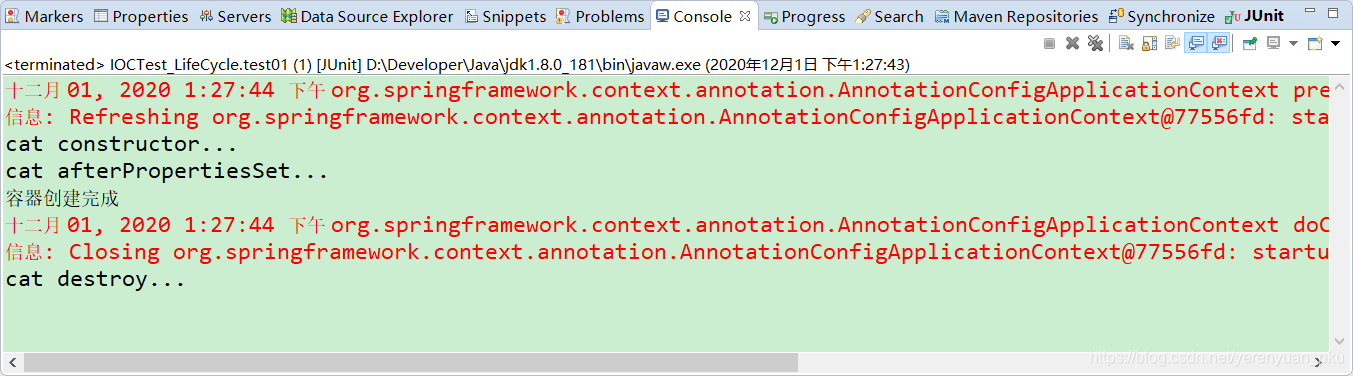 Markers Properties Servers Data Source Explorer Snippets Problems Console Progress Search Maven Repositories Synchronize JUnit
<terminated> IOCTest_LifeCycle.test01 (1) [JUnit] D:\Developer\Java\jdk1.8.0_181\bin\javaw.exe (2020年12月1日 下午1:27:43)
十二月 01, 2020 1:27:44 下午 org.springframework.context.annotation.AnnotationConfigApplicationContext pre
信息: Refreshing org.springframework.context.annotation.AnnotationConfigApplicationContext@77556fd: sta
cat constructor...
cat afterPropertiesSet...
容器创建完成
十二月 01, 2020 1:27:44 下午 org.springframework.context.annotation.AnnotationConfigApplicationContext doC
信息: Closing org.springframework.context.annotation.AnnotationConfigApplicationContext@77556fd: startu
cat destroy...
https://blog.csdn.net/yerenyuan_pku